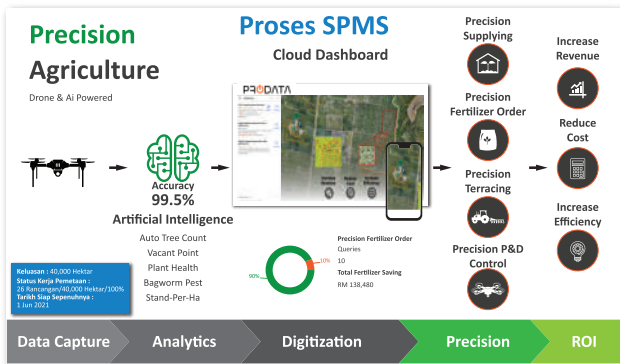 Precision
Agriculture
Drone & Ai Powered
Proses SPMS
Cloud Dashboard
PRODATA
Accuracy
99.5%
Artificial Intelligence
Auto Tree Count
Vacant Point
Plant Health
Bagworm Pest
Stand-Per-Ha
Keluasan : 40,000 Hektar
Status Kerja Pemetaan :
26 Rancangan/40,000 Hektar/100%
Tarikh Siap Sepenuhnya :
1 Jun 2021
90%
10%
Precision Fertilizer Order
Queries
10
Total Fertilizer Saving
RM 138,480
Precision
Supplying
Precision
Fertilizer Order
Precision
Terracing
Precision P&D
Control
Increase
Revenue
Reduce
Cost
Increase
Efficiency
Data Capture
Analytics
Digitization
Precision
ROI